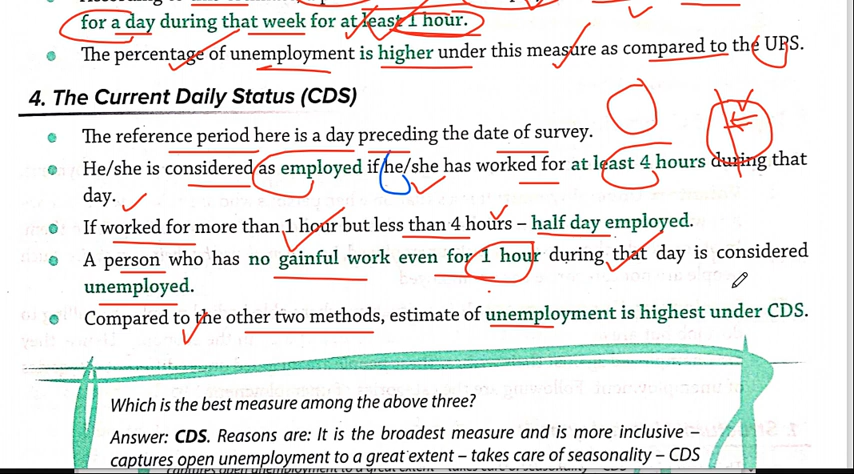 for a day during that week for at least 1 hour.
The percentage of unemployment is higher under this measure as compared to the UPS.
4. The Current Daily Status (CDS)
The reference period here is a day preceding the date of survey.
He/she is considered as employed if he/she has worked for at least 4 hours during that
day.
If worked for more than 1 hour but less than 4 hours – half day employed.
A person who has no gainful work even for 1 hour during that day is considered
unemployed.
Compared to the other two methods, estimate of unemployment is highest under CDS.
Which is the best measure among the above three?
Answer: CDS. Reasons are: It is the broadest measure and is more inclusive –
captures open unemployment to a great extent – takes care of seasonality – CDS